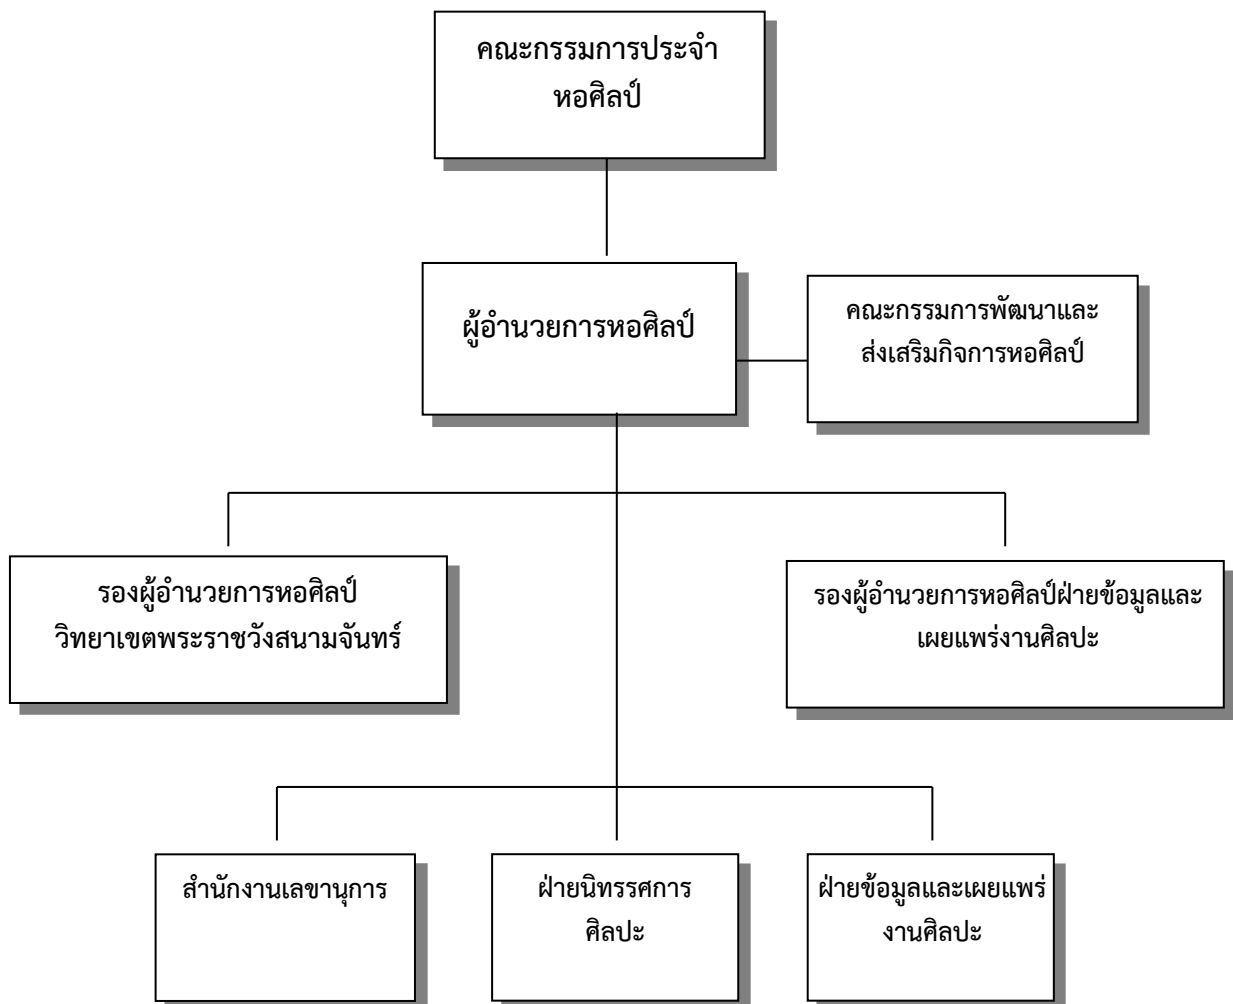 คณะกรรมการประจำ
หอศิลป์
ผู้อำนวยการหอศิลป์
คณะกรรมการพัฒนาและ
ส่งเสริมกิจการหอศิลป์
รองผู้อำนวยการหอศิลป์
วิทยาเขตพระราชวังสนามจันทร์
รองผู้อำนวยการหอศิลป์ฝ่ายข้อมูลและ
เผยแพร่งานศิลปะ
สำนักงานเลขานุการ
ฝ่ายนิทรรศการ
ศิลปะ
ฝ่ายข้อมูลและเผยแพร่
งานศิลปะ